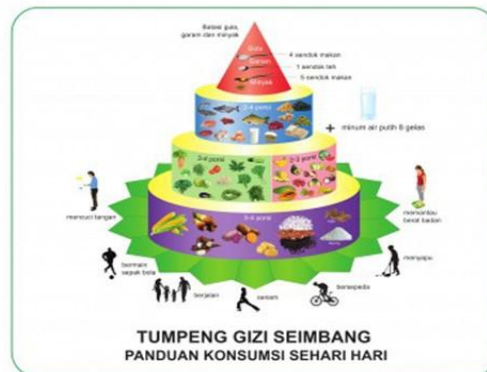 Batasi gula,
garam dan minyak
Gula
4 sendok makan
Garam
1 sendok teh
Minyak
5 sendok makan
2-4 porsi
+ minum air putih 8 gelas
3-4 porsi
2-3 porsi
3-4 porsi
mencuci tangan
memantau
berat badan
bermain
sepak bola
menyapu
berjalan
senam
bersepeda
TUMPENG GIZI SEIMBANG
PANDUAN KONSUMSI SEHARI HARI